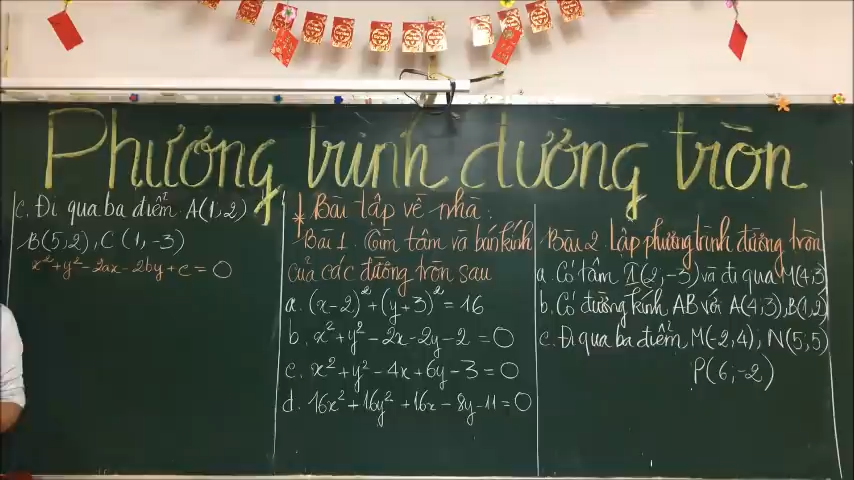 Phương trình đường tròn
c. Đi qua ba điểm A(1,2)
B(5,2), C(1,-3)
x²+y²-2ax-2by+c=0
* Bài tập về nhà:
Bài 1. Tìm tâm và bán kính
của các đường tròn sau
a. (x-2)²+(y+3)²=16
b. x²+y²-2x-2y-2=0
c. x²+y²-4x+6y-3=0
d. 16x²+16y²+16x-8y-11=0
Bài 2. Lập phương trình đường tròn
a. Có tâm I(2,-3) và đi qua M(4,3)
b. Có đường kính AB với A(4;3),B(1,2)
c. Đi qua ba điểm M(-2,4); N(5;5)
P(6;-2)